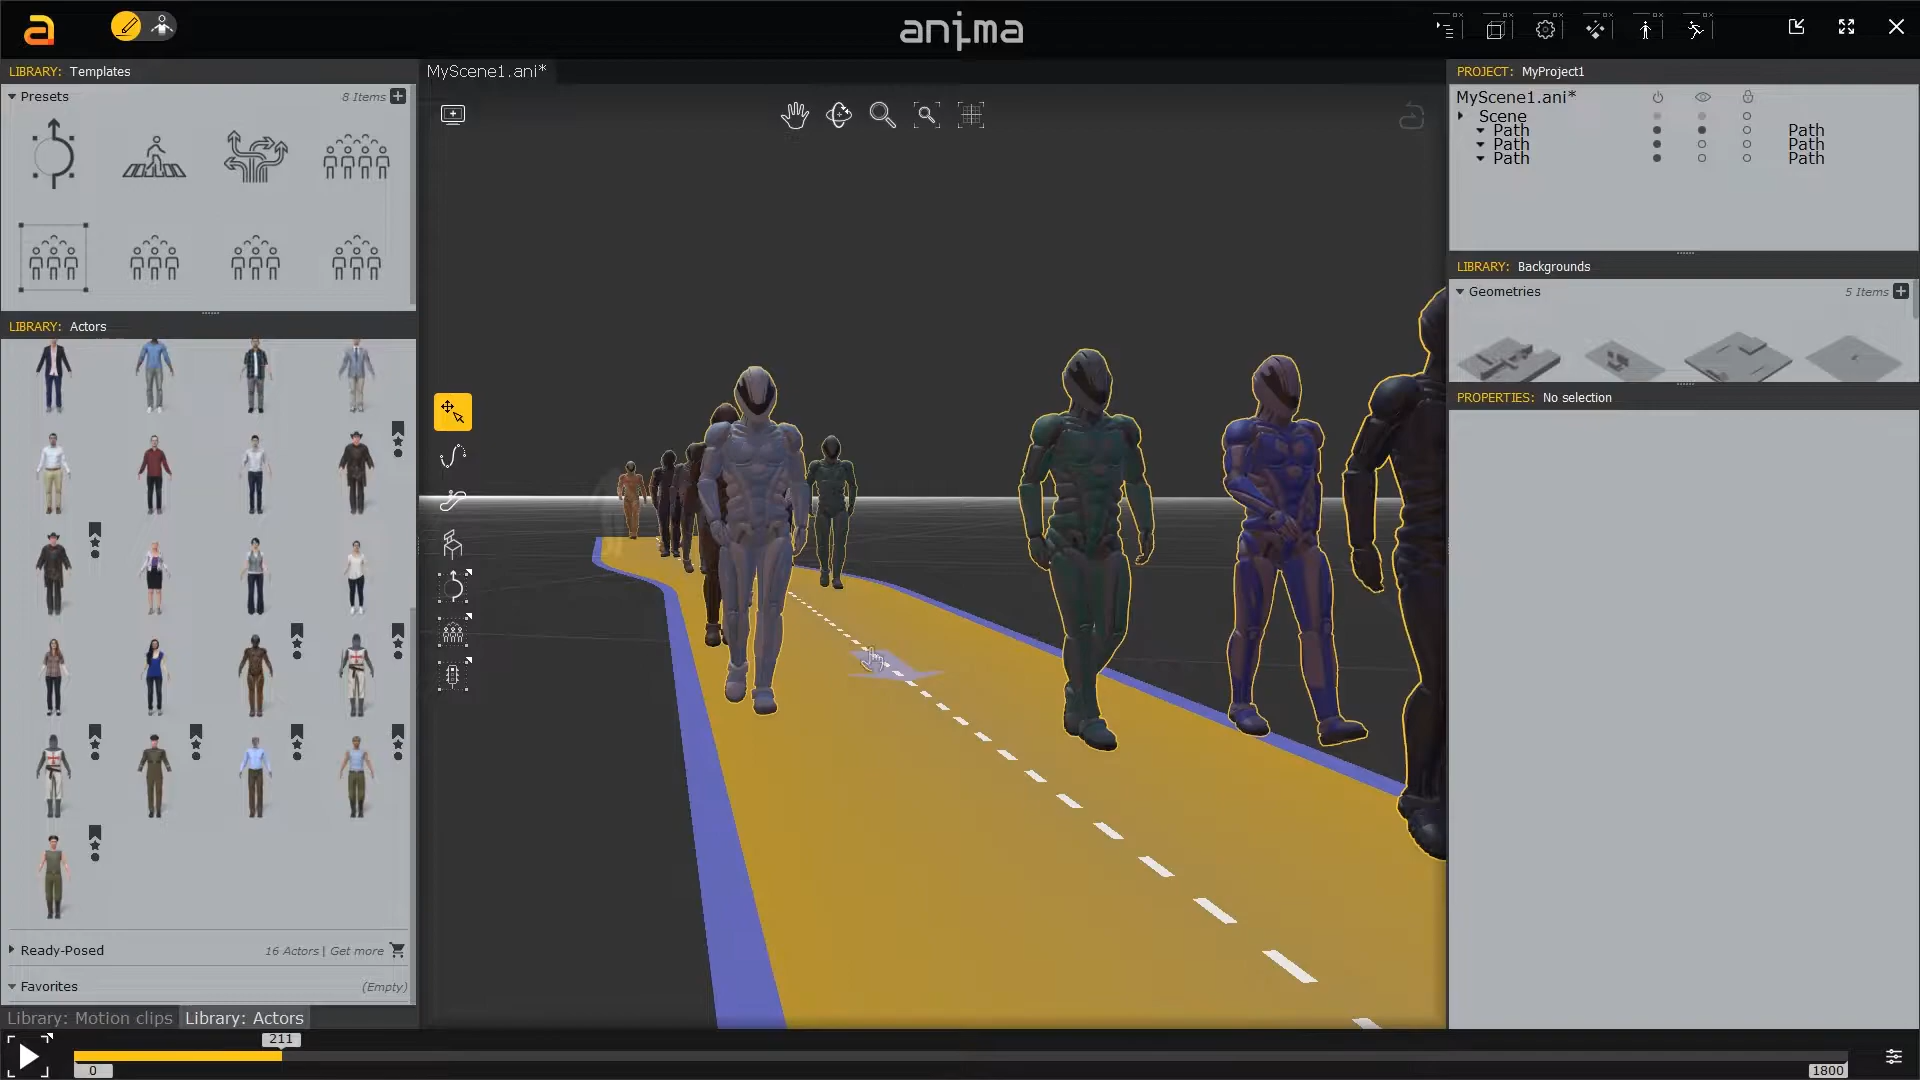 anima
LIBRARY: Templates
Presets
8 Items
LIBRARY: Actors
Ready-Posed
16 Actors | Get more
Favorites
(Empty)
Library: Motion clips
Library: Actors
MyScene1.ani*
PROJECT: MyProject1
MyScene1.ani*
Scene
Path Path
Path Path
Path Path
LIBRARY: Backgrounds
Geometries
5 Items
PROPERTIES: No selection
211
0
1800